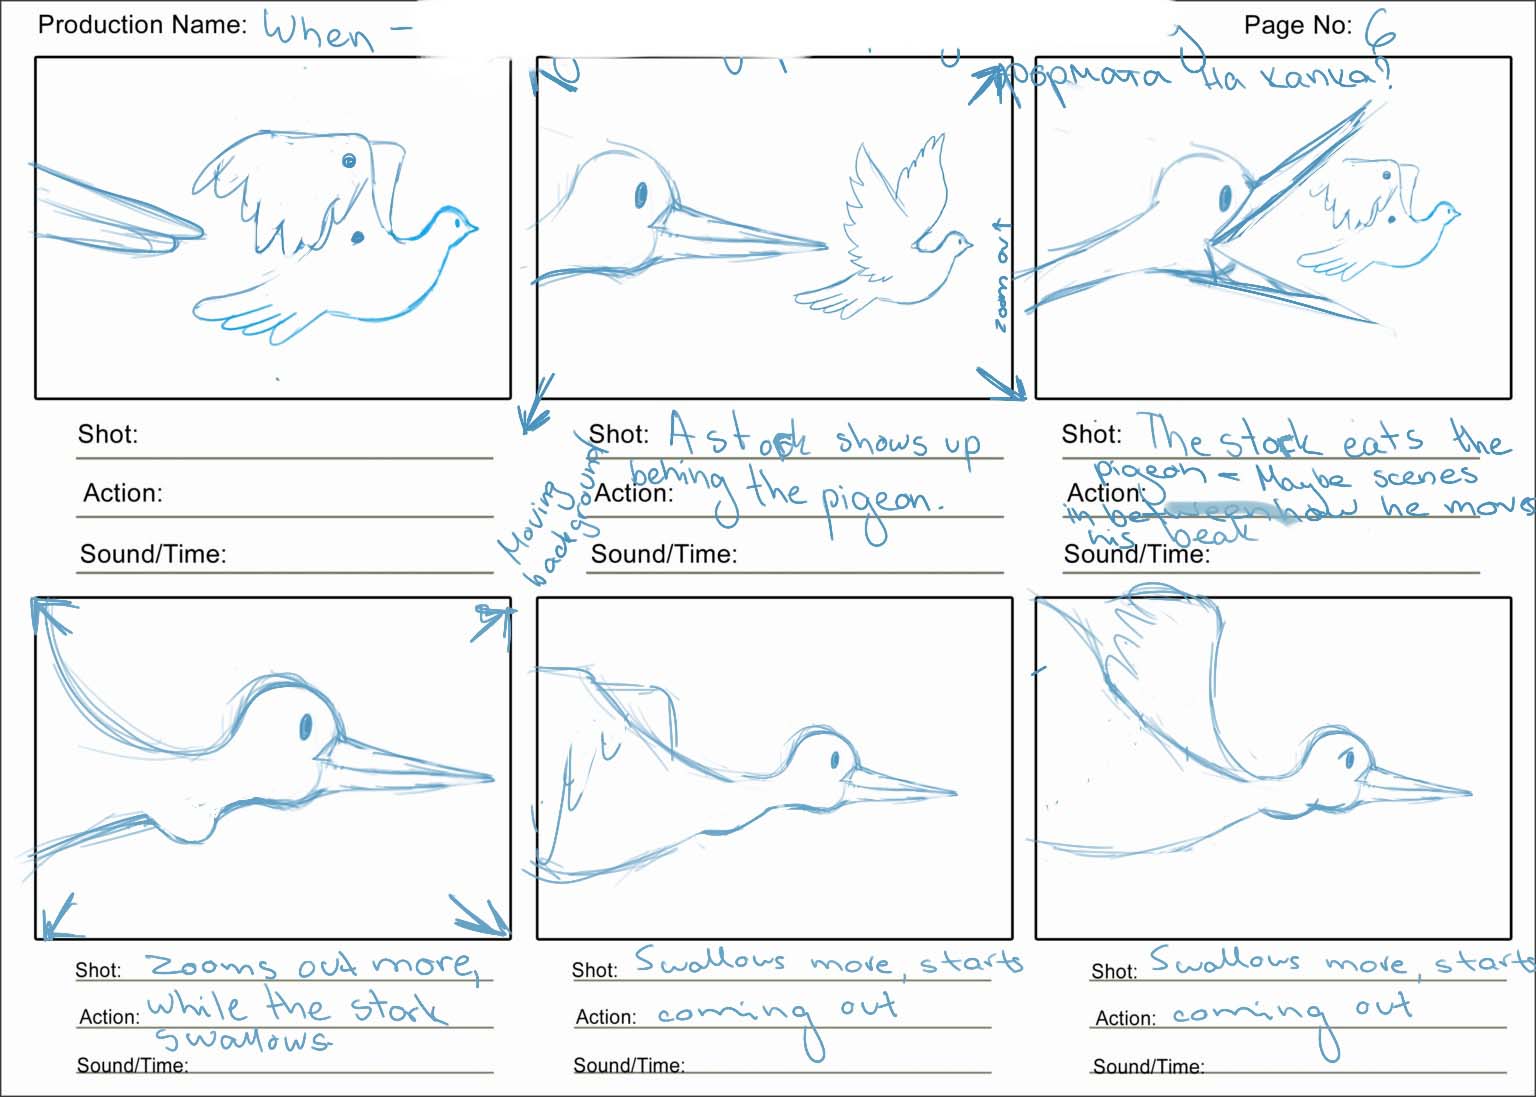 Production Name: When -
Page No: 6
формата на капка?
zoom out
Shot:
Action:
Sound/Time:
Moving
background
Shot: A stork shows up
behing the pigeon.
Action:
Sound/Time:
Shot: The stork eats the
pigeon - Maybe scenes
Action:
in between how he moves
his beak
Sound/Time:
Shot: Zooms out more,
Action: while the stork
swallows
Sound/Time:
Shot: Swallows more, starts
Action: coming out
Sound/Time:
Shot: Swallows more, starts
Action: coming out
Sound/Time: